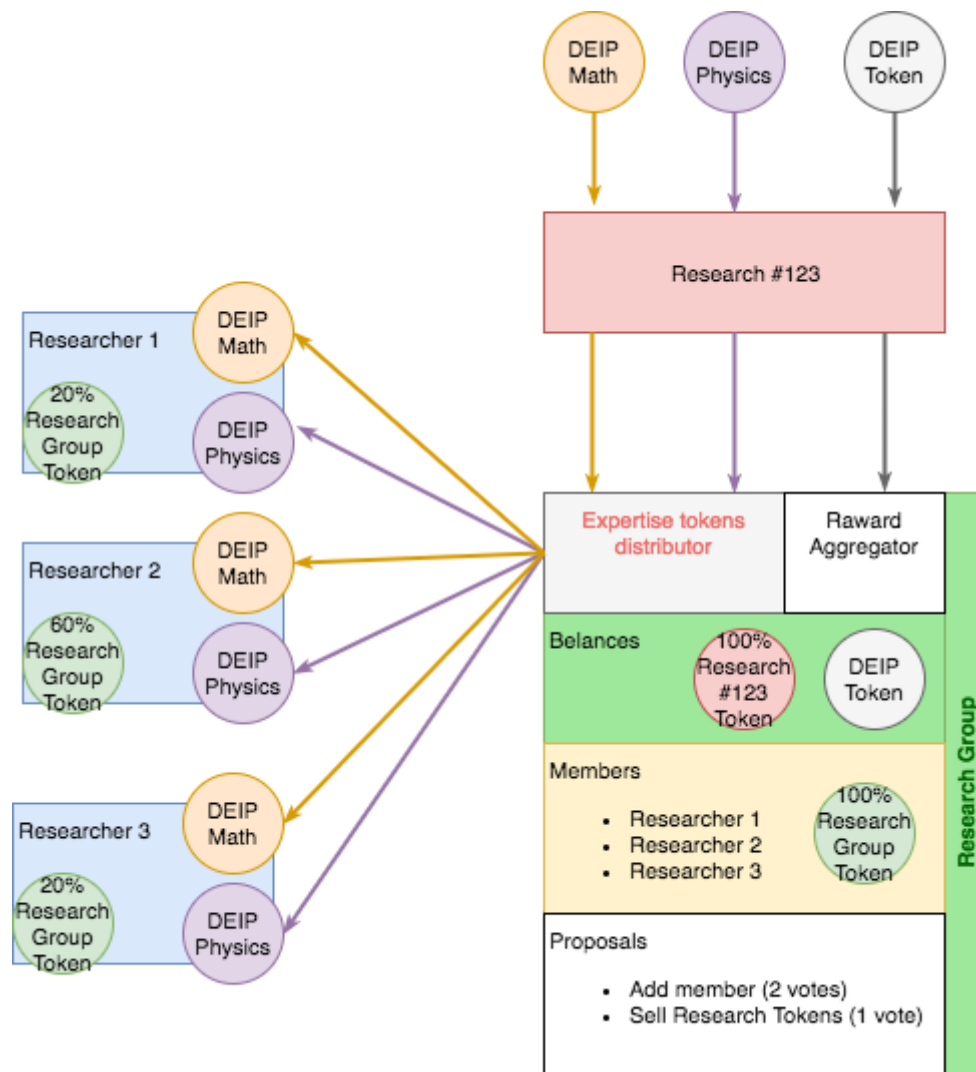 DEIP
Math
DEIP
Physics
DEIP
Token
Research #123
Researcher 1
DEIP
Math
20%
Research
Group
Token
DEIP
Physics
Researcher 2
DEIP
Math
60%
Research
Group
Token
DEIP
Physics
Researcher 3
DEIP
Math
20%
Research
Group
Token
DEIP
Physics
Expertise tokens
distributor
Raward
Aggregator
Belances
100%
Research
#123
Token
DEIP
Token
Members
• Researcher 1
• Researcher 2
• Researcher 3
100%
Research
Group
Token
Proposals
• Add member (2 votes)
• Sell Research Tokens (1 vote)
Research Group